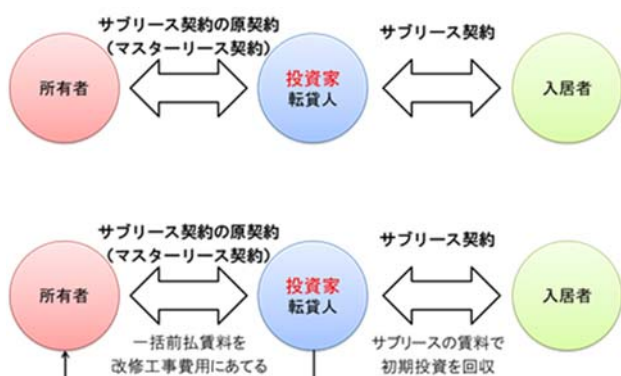 サブリース契約の原契約
(マスターリース契約)
サブリース契約
所有者
投資家
転貸人
入居者
サブリース契約の原契約
(マスターリース契約)
サブリース契約
所有者
投資家
転貸人
入居者
一括前払賃料を
改修工事費用にあてる
サブリースの賃料で
初期投資を回収